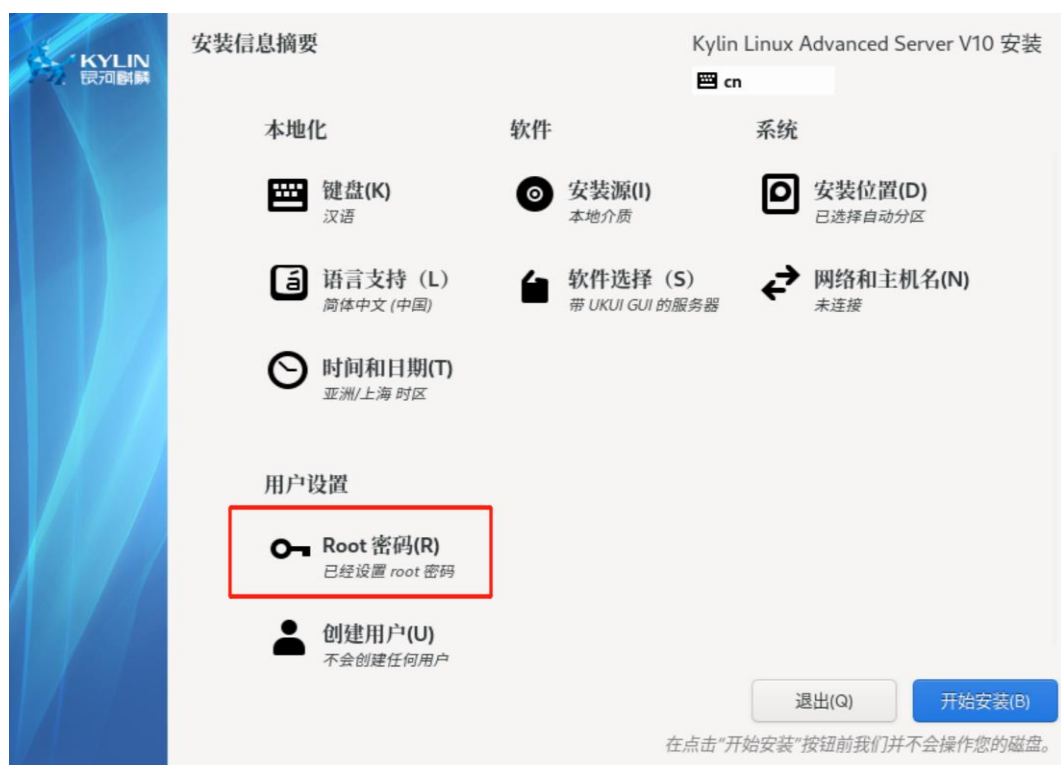 KYLIN
银河麒麟
安装信息摘要
Kylin Linux Advanced Server V10 安装
cn
本地化
软件
系统
键盘(K)
汉语
安装源(I)
本地介质
安装位置(D)
已选择自动分区
语言支持（L）
简体中文 (中国)
软件选择（S）
带 UKUI GUI 的服务器
网络和主机名(N)
未连接
时间和日期(T)
亚洲/上海 时区
用户设置
Root 密码(R)
已经设置 root 密码
创建用户(U)
不会创建任何用户
退出(Q)
开始安装(B)
在点击“开始安装”按钮前我们并不会操作您的磁盘。